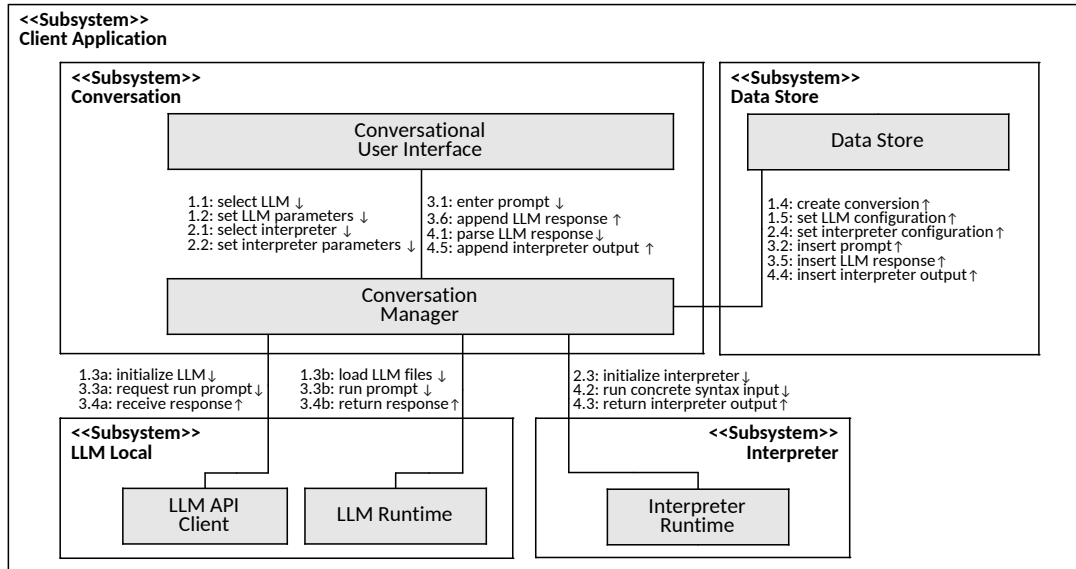 <<Subsystem>>
Client Application
<<Subsystem>>
Conversation
Conversational
User Interface
1.1: select LLM ↓
1.2: set LLM parameters ↓
2.1: select interpreter ↓
2.2: set interpreter parameters ↓
3.1: enter prompt ↓
3.6: append LLM response ↑
4.1: parse LLM response↓
4.5: append interpreter output ↑
Conversation
Manager
<<Subsystem>>
Data Store
Data Store
1.4: create conversion↑
1.5: set LLM configuration↑
2.4: set interpreter configuration↑
3.2: insert prompt↑
3.5: insert LLM response↑
4.4: insert interpreter output↑
1.3a: initialize LLM↓
3.3a: request run prompt↓
3.4a: receive response↑
1.3b: load LLM files ↓
3.3b: run prompt ↓
3.4b: return response↑
2.3: initialize interpreter↓
4.2: run concrete syntax input↓
4.3: return interpreter output↑
<<Subsystem>>
LLM Local
LLM API
Client
LLM Runtime
<<Subsystem>>
Interpreter
Interpreter
Runtime